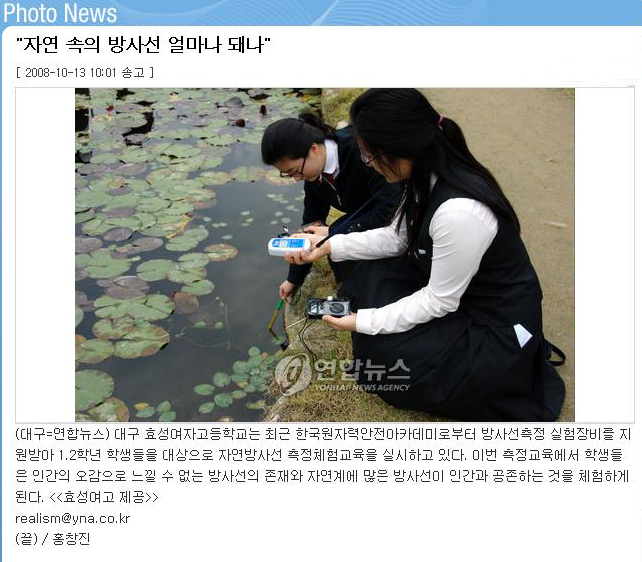 Photo News
"자연 속의 방사선 얼마나 돼나"
[ 2008-10-13 10:01 송고 ]
연합뉴스
YONHAP NEWS AGENCY
(대구=연합뉴스) 대구 효성여자고등학교는 최근 한국원자력안전아카데미로부터 방사선측정 실험장비를 지
원받아 1.2학년 학생들을 대상으로 자연방사선 측정체험교육을 실시하고 있다. 이번 측정교육에서 학생들
은 인간의 오감으로 느낄 수 없는 방사선의 존재와 자연계에 많은 방사선이 인간과 공존하는 것을 체험하게
된다. <<효성여고 제공>>
realism@yna.co.kr
(끝) / 홍창진